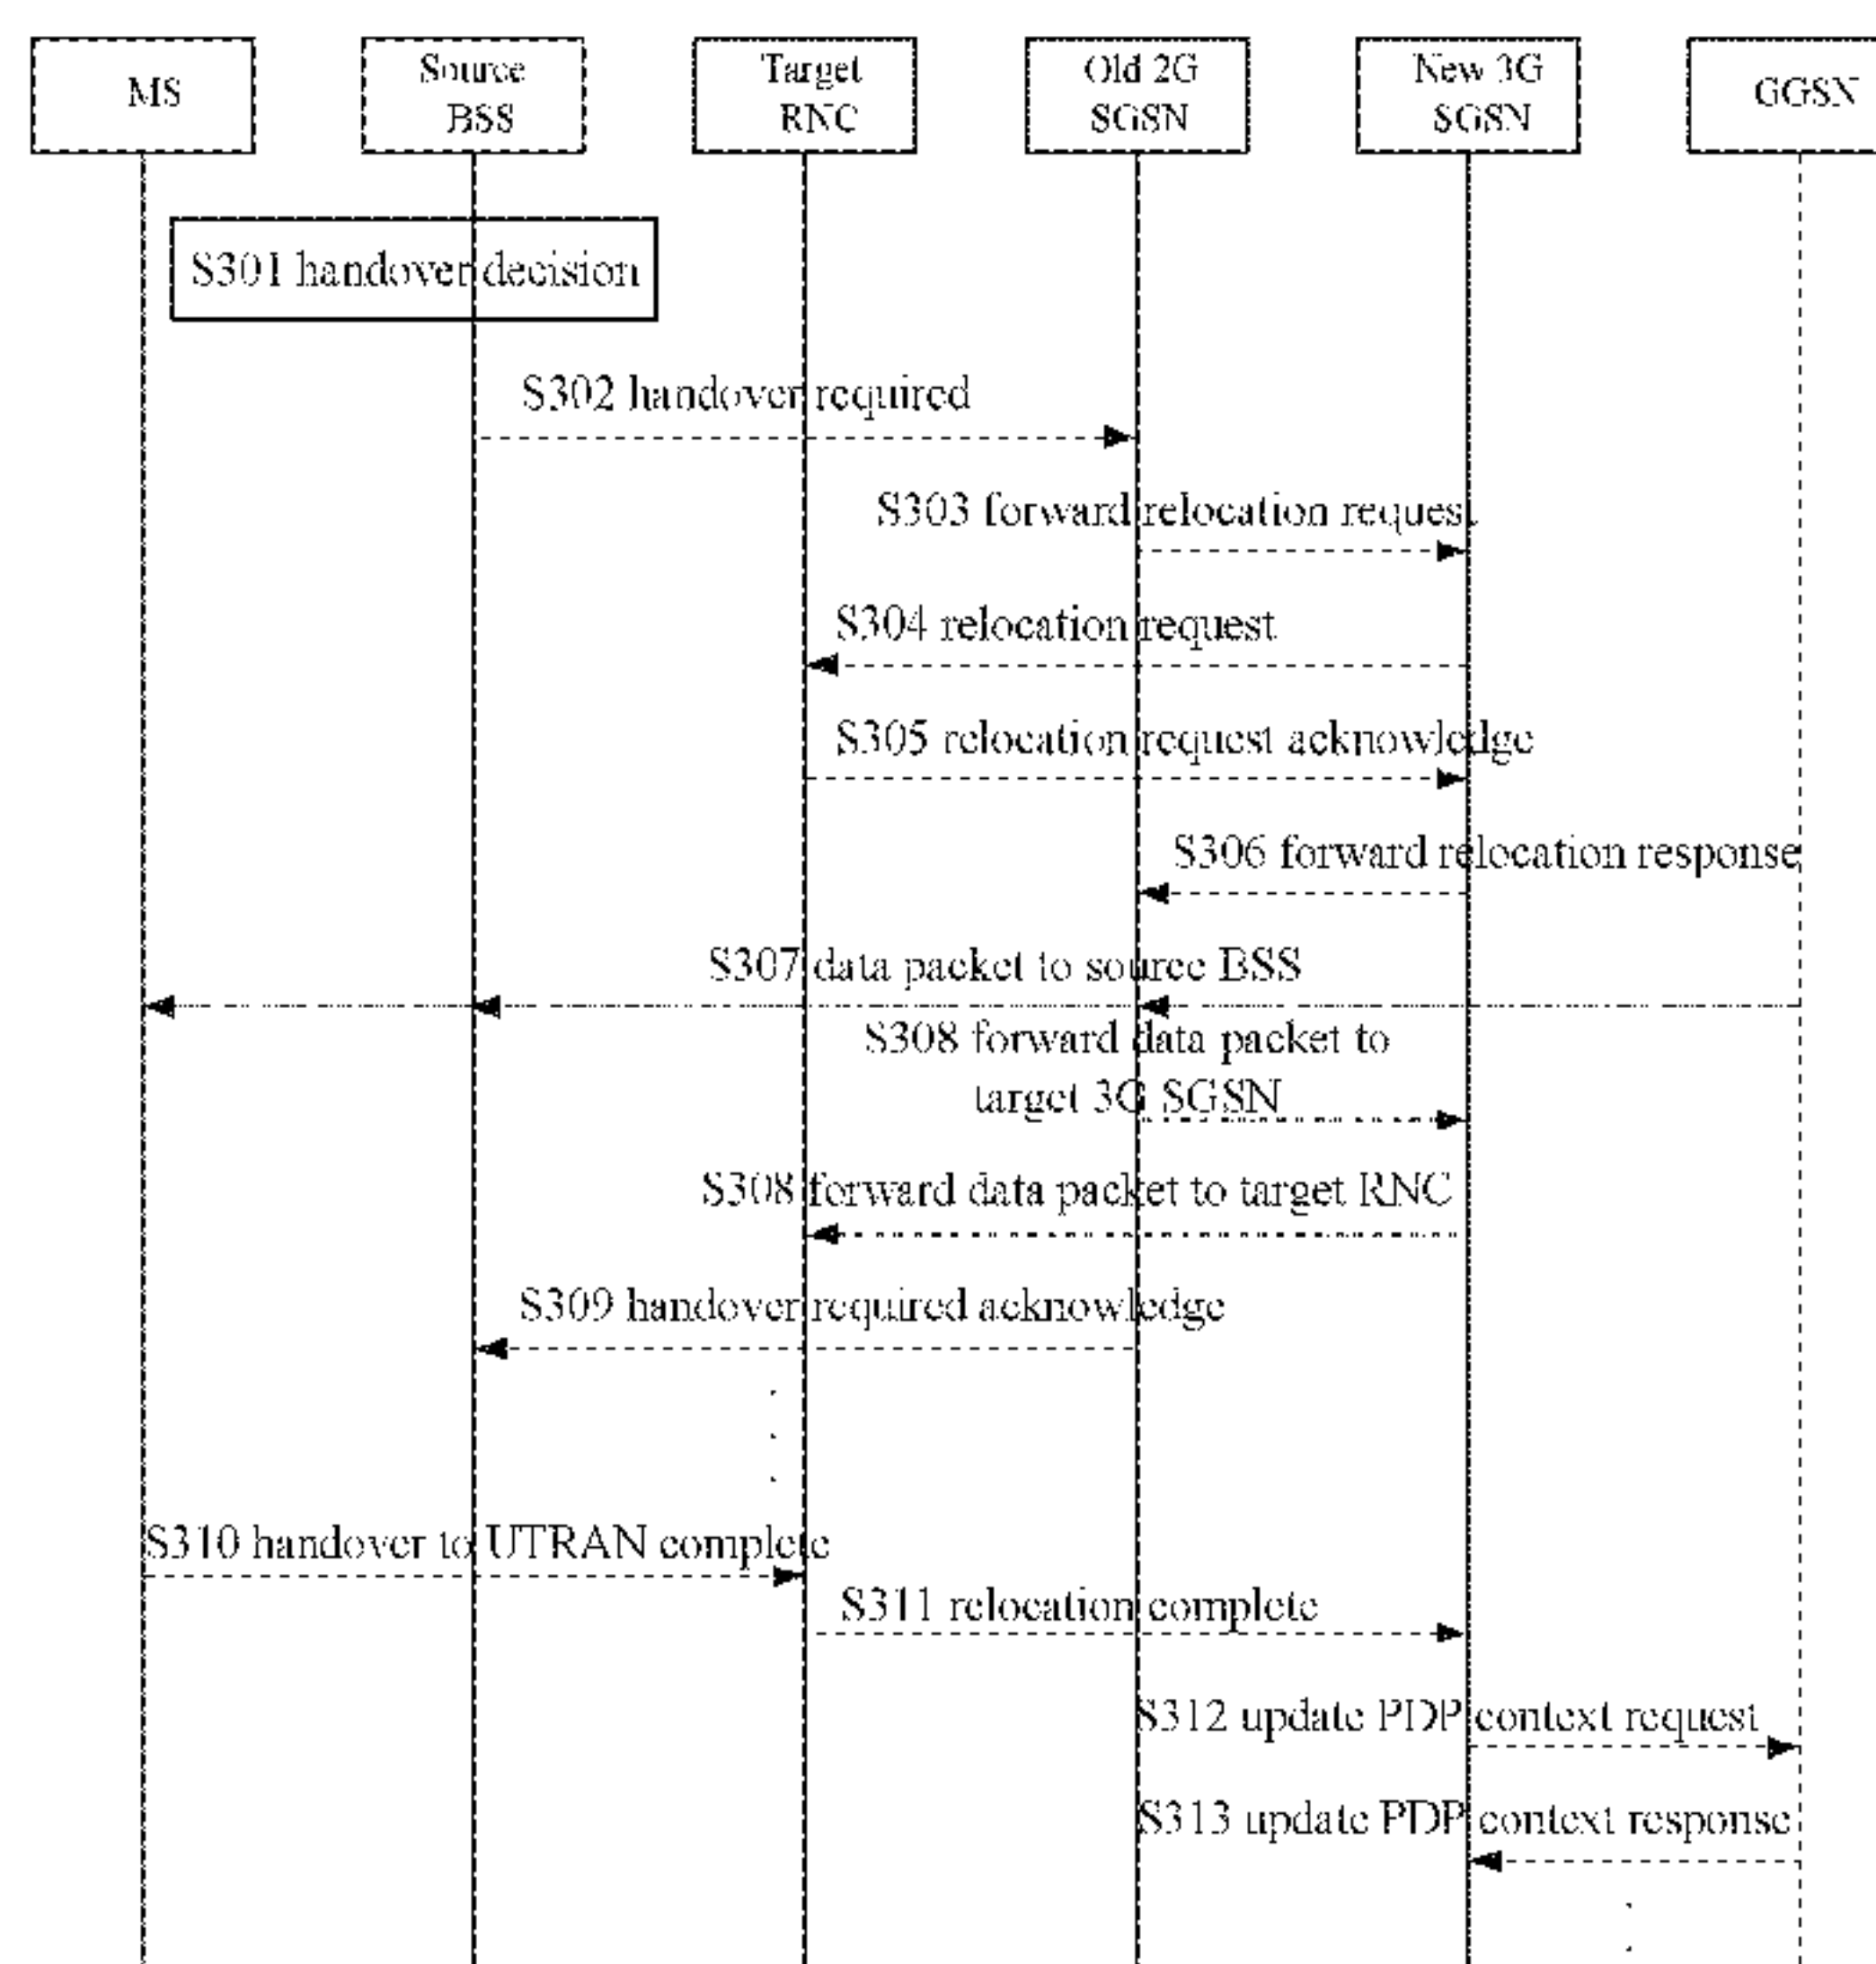 MS
Source
BSS
Target
RNC
Old 2G
SGSN
New 3G
SGSN
GGSN
S301 handover decision
S302 handover required
S303 forward relocation request
S304 relocation request
S305 relocation request acknowledge
S306 forward relocation response
S307 data packet to source BSS
S308 forward data packet to
target 3G SGSN
S308 forward data packet to target RNC
S309 handover required acknowledge
S310 handover to UTRAN complete
S311 relocation complete
S312 update PDP context request
S313 update PDP context response